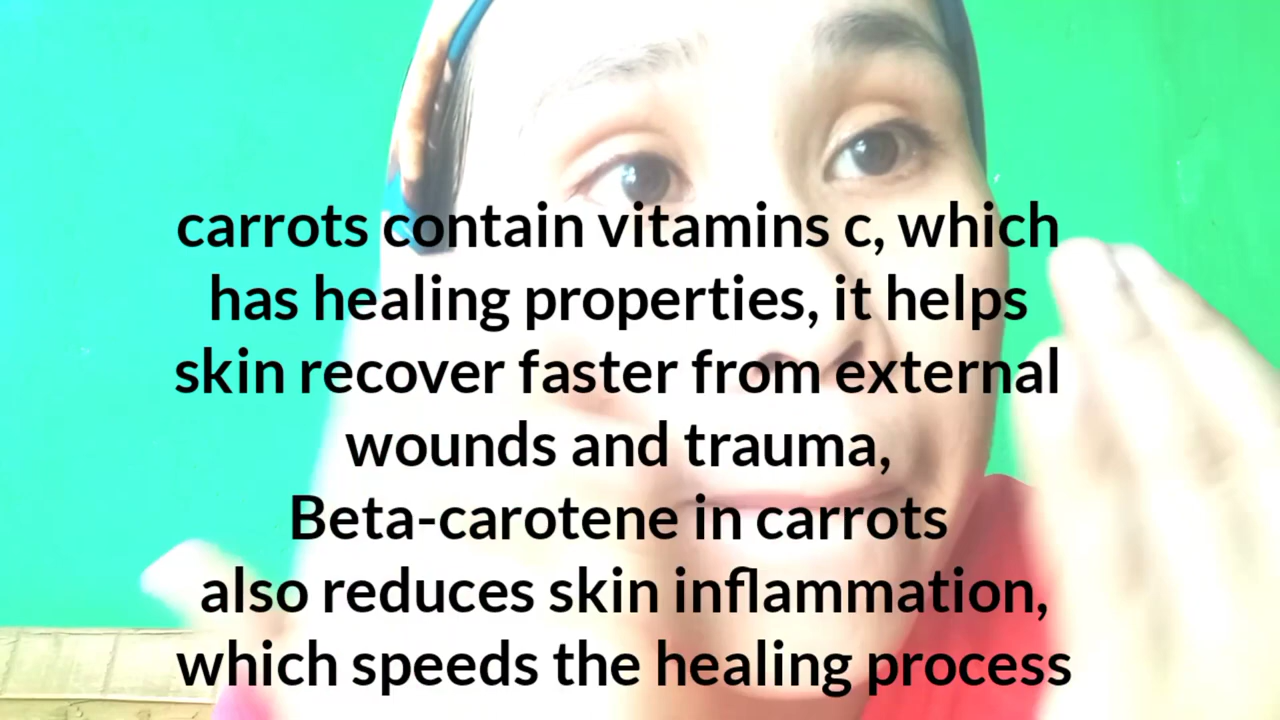 carrots contain vitamins c, which
has healing properties, it helps
skin recover faster from external
wounds and trauma,
Beta-carotene in carrots
also reduces skin inflammation,
which speeds the healing process